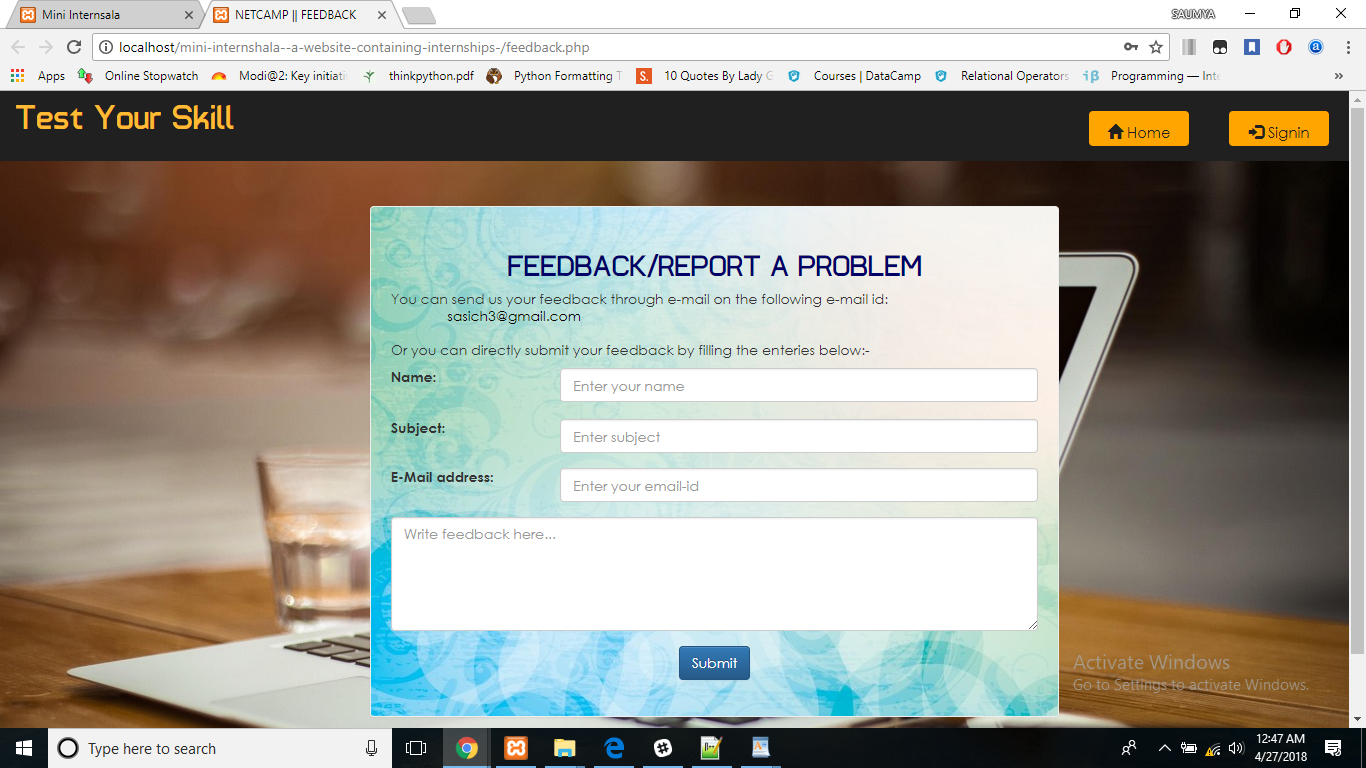 Mini Internsala
NETCAMP || FEEDBACK
SAUMYA
localhost/mini-internshala--a-website-containing-internships-/feedback.php
Apps
Online Stopwatch
Modi@2: Key initiati
thinkpython.pdf
Python Formatting T
S.
10 Quotes By Lady G
Courses | DataCamp
Relational Operators
iβ
Programming — Inte
»
Test Your Skill
Home
Signin
FEEDBACK/REPORT A PROBLEM
You can send us your feedback through e-mail on the following e-mail id:
sasich3@gmail.com
Or you can directly submit your feedback by filling the enteries below:-
Name:
Enter your name
Subject:
Enter subject
E-Mail address:
Enter your email-id
Write feedback here...
Submit
Activate Windows
Go to Settings to activate Windows.
Type here to search
12:47 AM
4/27/2018